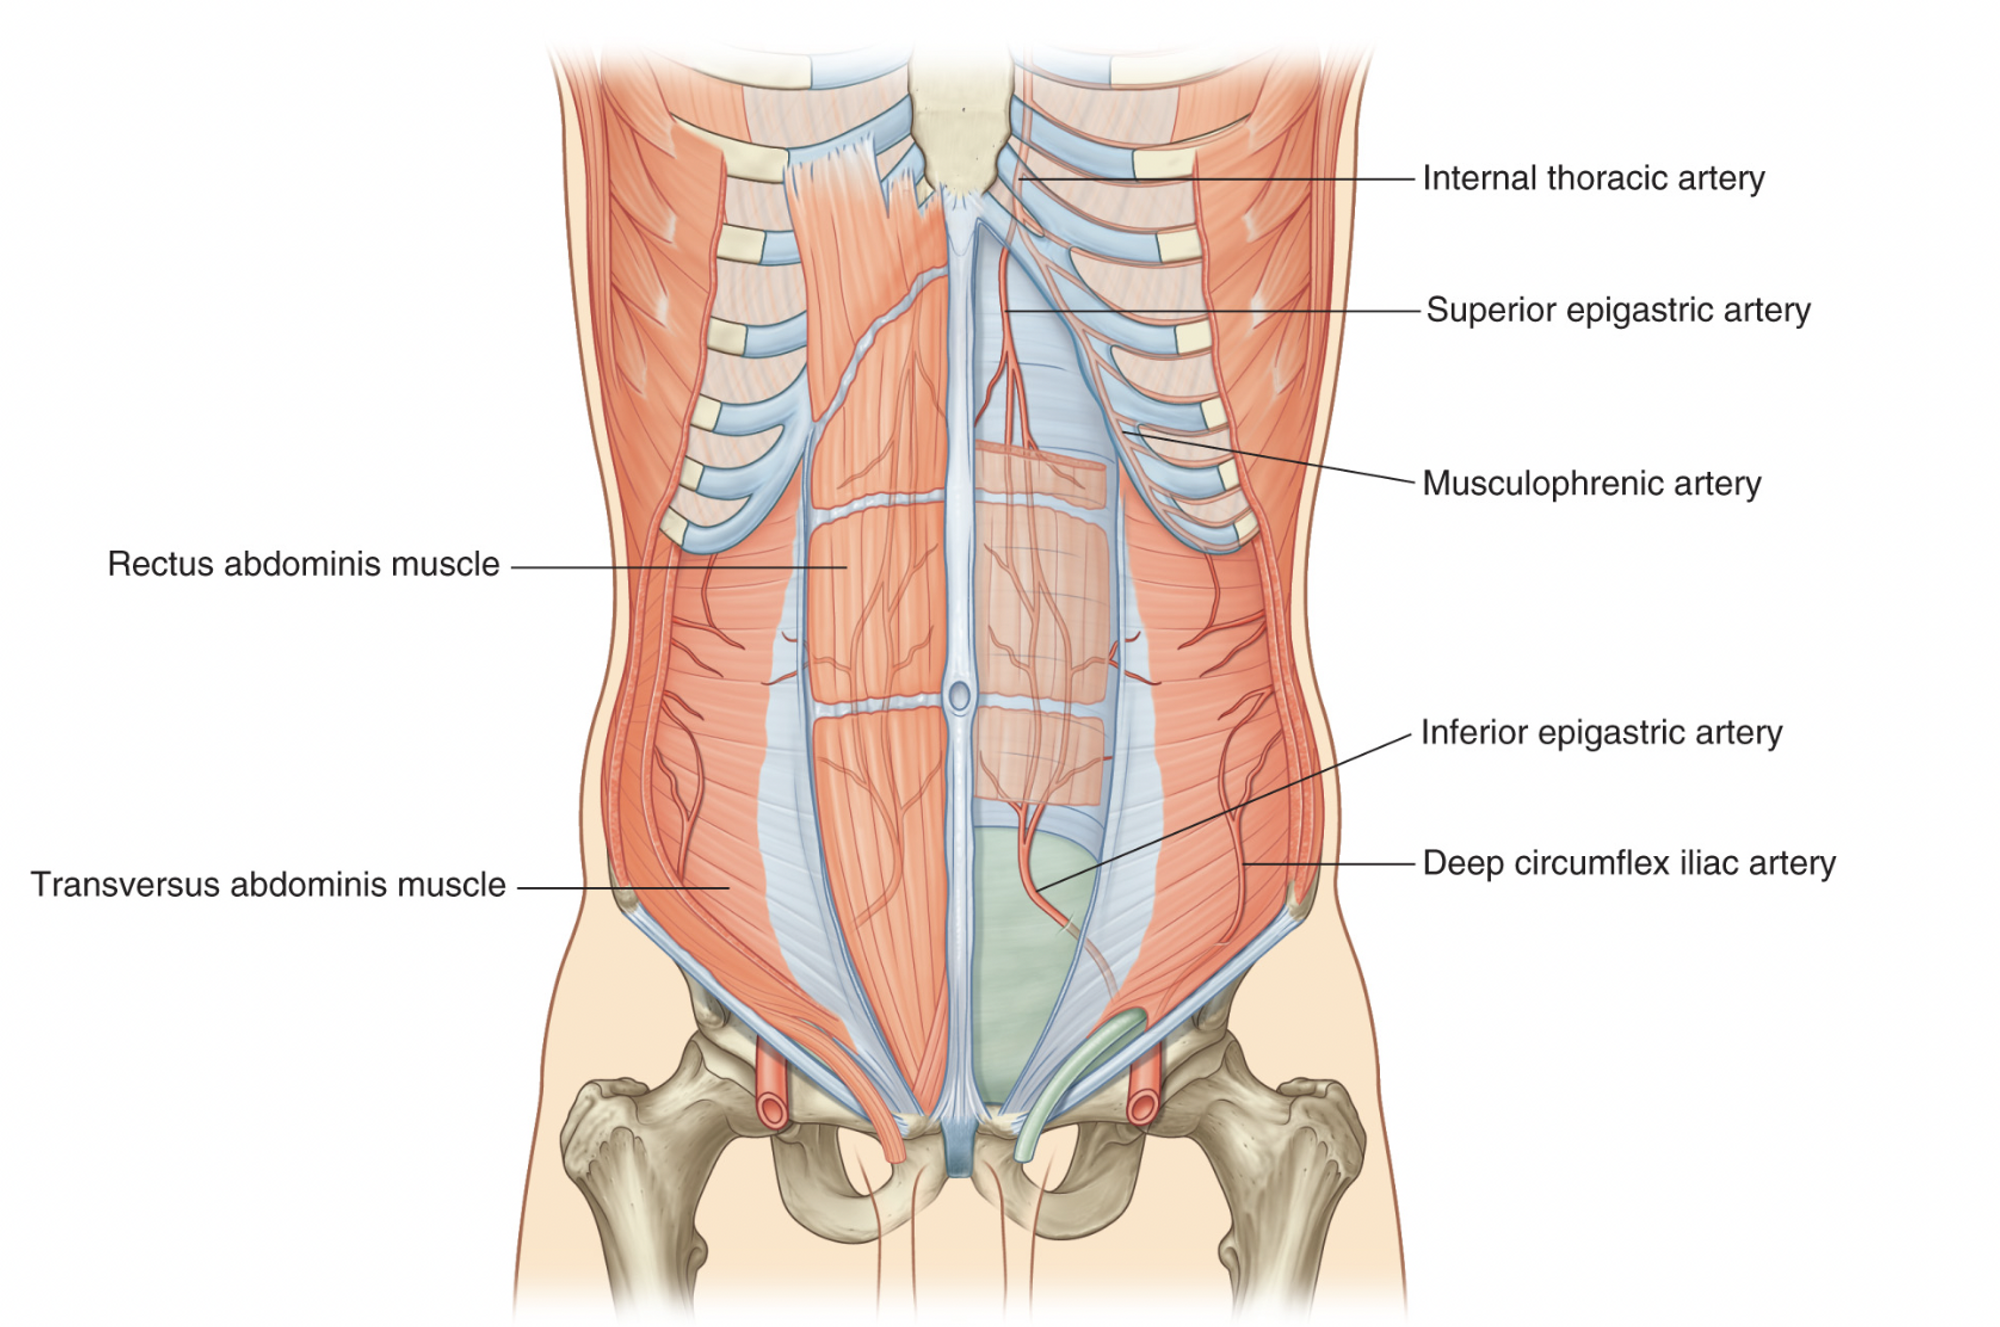 Internal thoracic artery
Superior epigastric artery
Musculophrenic artery
Rectus abdominis muscle
Inferior epigastric artery
Deep circumflex iliac artery
Transversus abdominis muscle